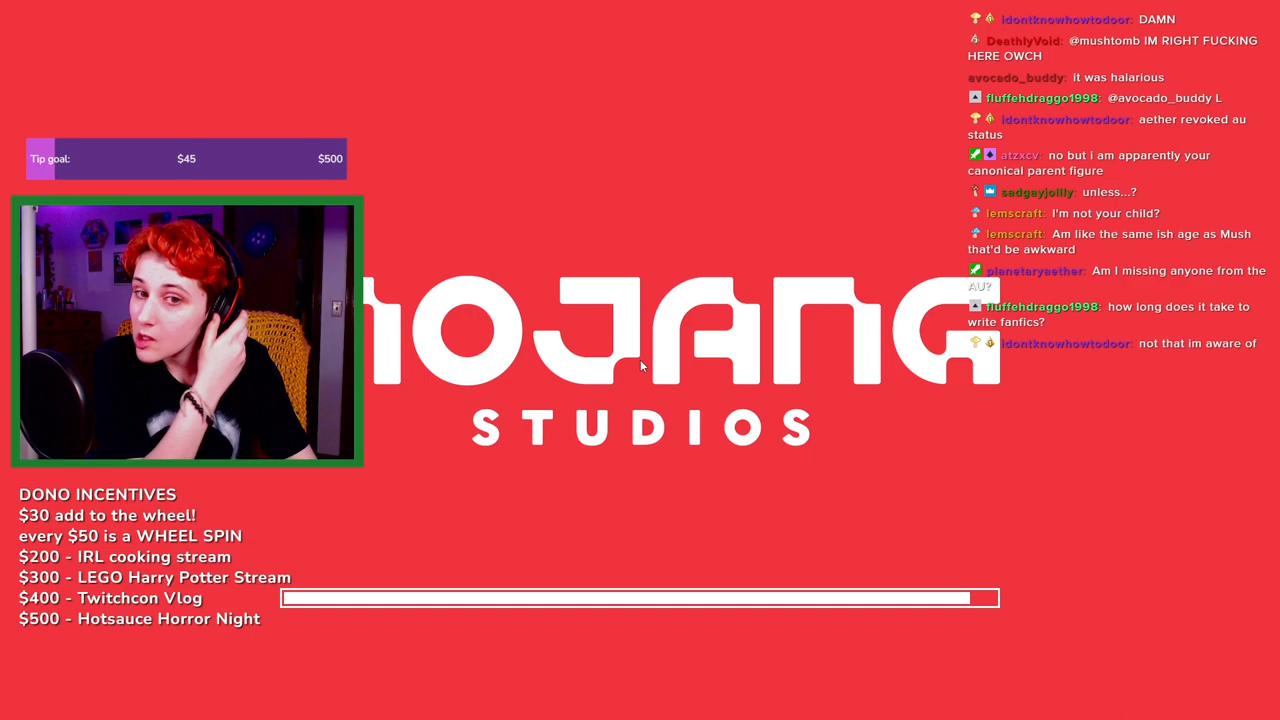 Tip goal: $45 $500
OJANG
STUDIOS
DONO INCENTIVES
$30 add to the wheel!
every $50 is a WHEEL SPIN
$200 - IRL cooking stream
$300 - LEGO Harry Potter Stream
$400 - Twitchcon Vlog
$500 - Hotsauce Horror Night
idontknowhowtodoor: DAMN
DeathlyVoid: @mushtomb IM RIGHT FUCKING
HERE OWCH
avocado_buddy: it was halarious
fluffehdraggo1998: @avocado_buddy L
idontknowhowtodoor: aether revoked au
status
atzxcv: no but i am apparently your
canonical parent figure
sadgayjollly: unless...?
lemscraft: I'm not your child?
lemscraft: Am like the same ish age as Mush
that'd be awkward
planetaryaether: Am I missing anyone from the
AU?
fluffehdraggo1998: how long does it take to
write fanfics?
idontknowhowtodoor: not that im aware of